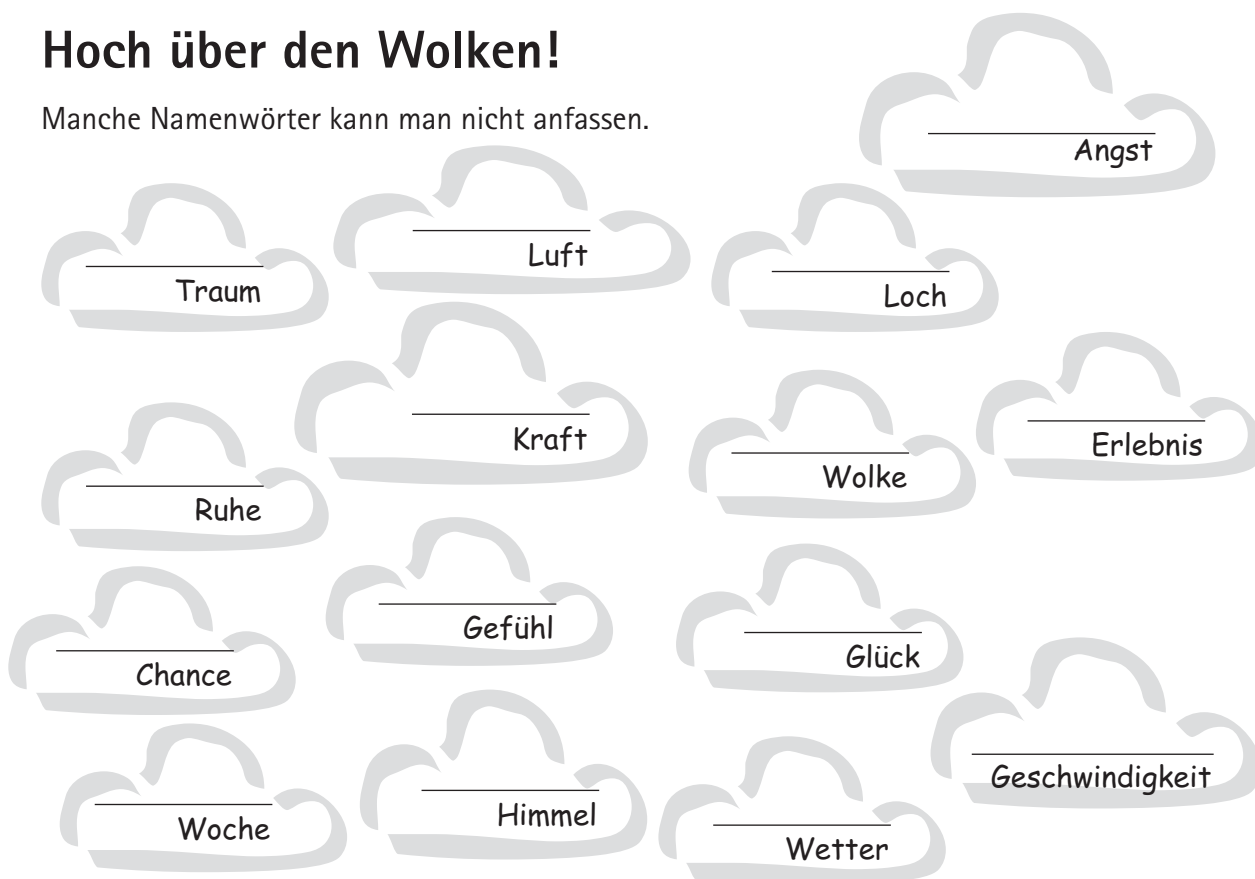 Hoch über den Wolken!
Manche Namenwörter kann man nicht anfassen.
Angst
Luft
Traum
Loch
Kraft
Erlebnis
Wolke
Ruhe
Gefühl
Glück
Chance
Geschwindigkeit
Himmel
Woche
Wetter